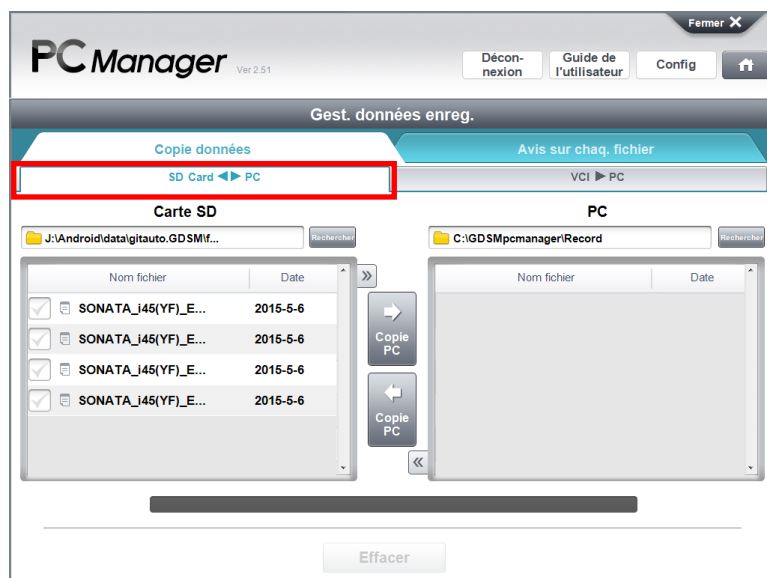 Fermer X
PC Manager Ver 2.51
Décon-
nexion
Guide de
l'utilisateur
Config
Gest. données enreg.
Copie données
Avis sur chaq. fichier
SD Card ◀▶ PC
VCI ▶ PC
Carte SD
PC
J:\Android\data\gitauto.GDSM\f...
Rechercher
C:\GDSMpcmanager\Record
Rechercher
Nom fichier
Date
Nom fichier
Date
SONATA_i45(YF)_E... 2015-5-6
SONATA_i45(YF)_E... 2015-5-6
SONATA_i45(YF)_E... 2015-5-6
SONATA_i45(YF)_E... 2015-5-6
Copie
PC
Copie
PC
Effacer